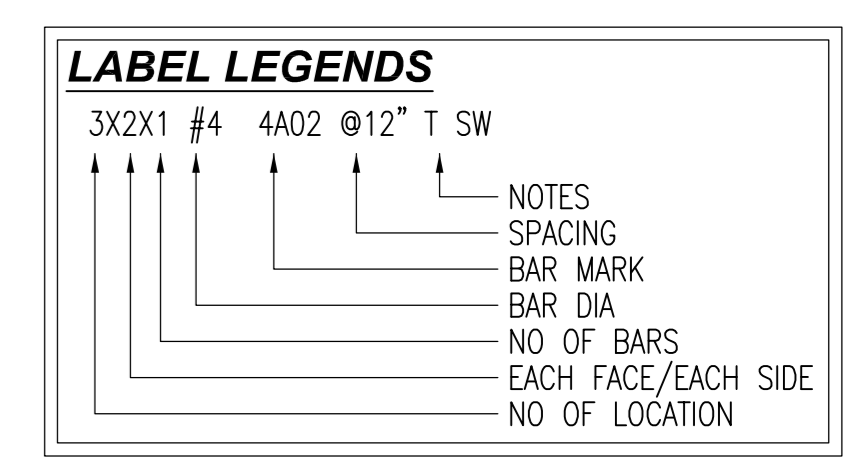 LABEL LEGENDS
3X2X1 #4 4A02 @12" T SW
NOTES
SPACING
BAR MARK
BAR DIA
NO OF BARS
EACH FACE/EACH SIDE
NO OF LOCATION